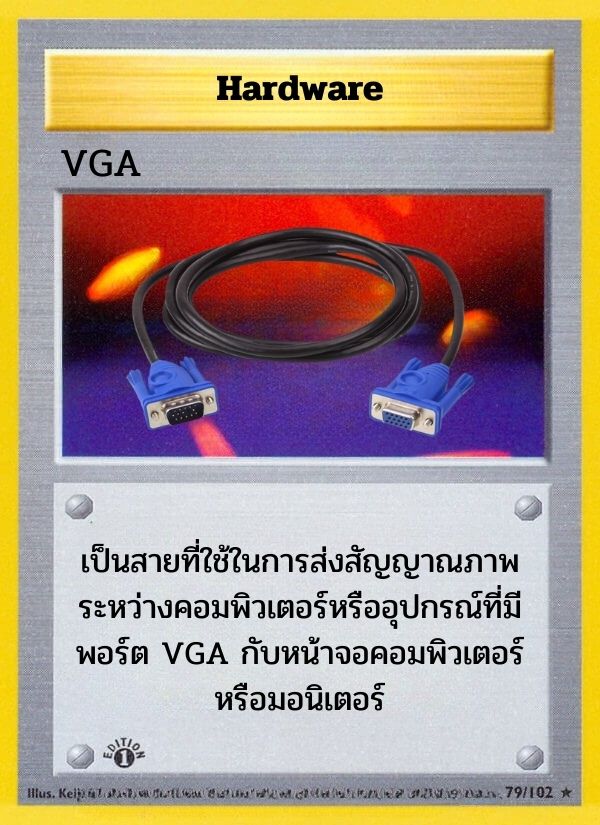 Hardware
VGA
เป็นสายที่ใช้ในการส่งสัญญาณภาพ
ระหว่างคอมพิวเตอร์หรืออุปกรณ์ที่มี
พอร์ต VGA กับหน้าจอคอมพิวเตอร์
หรือมอนิเตอร์
EDITION
1
Illus. Keiji 79/102 ★